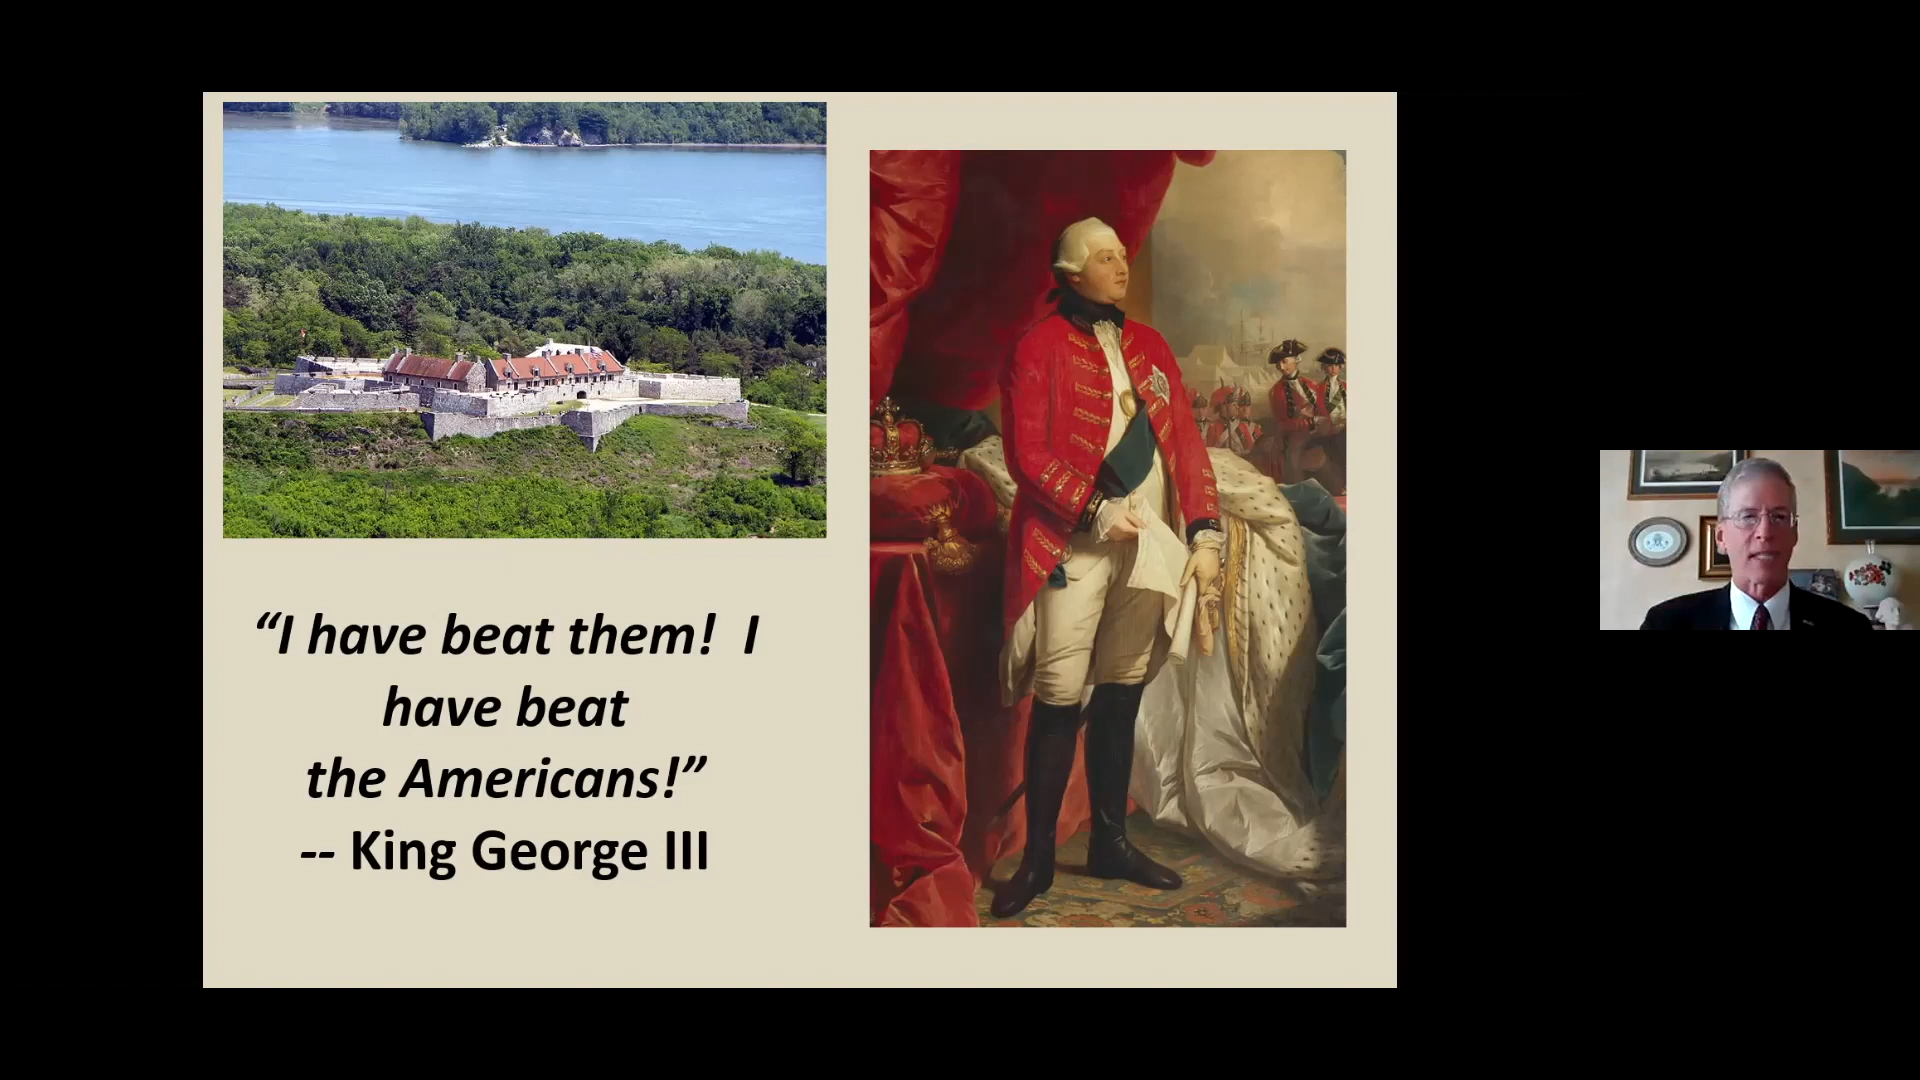 “I have beat them!  I
have beat
the Americans!”
-- King George III